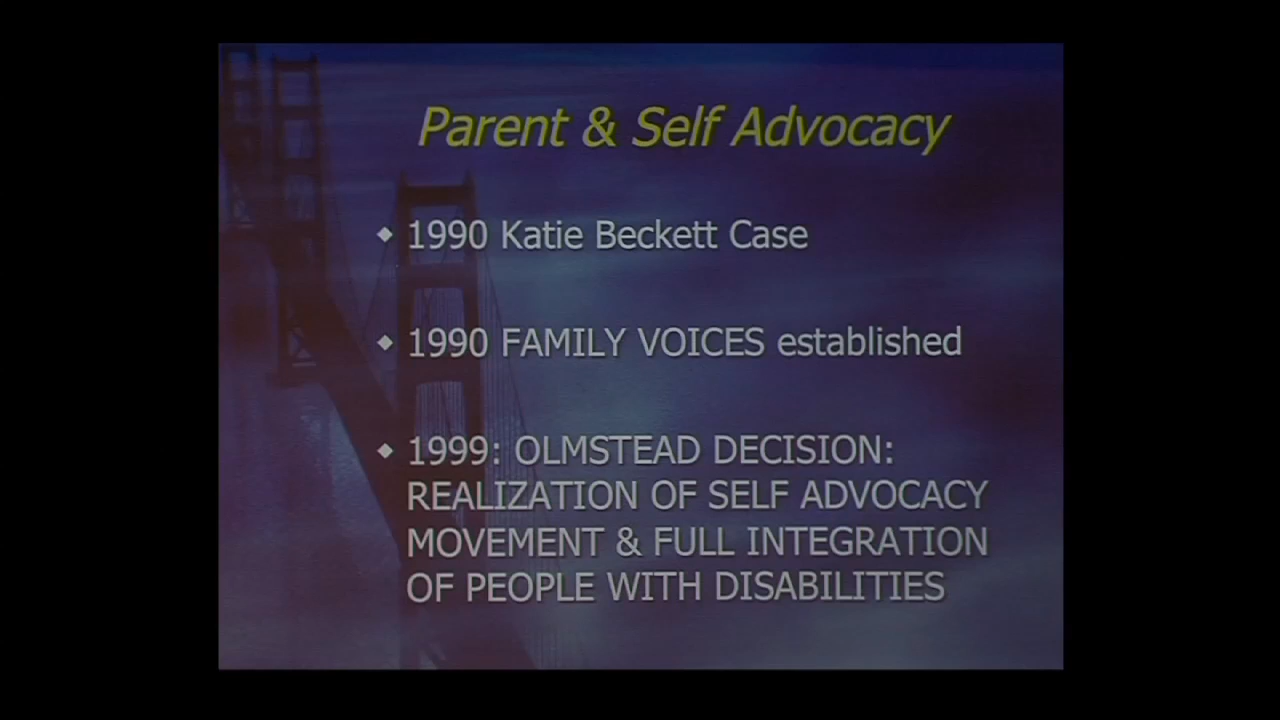 Parent & Self Advocacy
◆ 1990 Katie Beckett Case
◆ 1990 FAMILY VOICES established
◆ 1999: OLMSTEAD DECISION:
REALIZATION OF SELF ADVOCACY
MOVEMENT & FULL INTEGRATION
OF PEOPLE WITH DISABILITIES